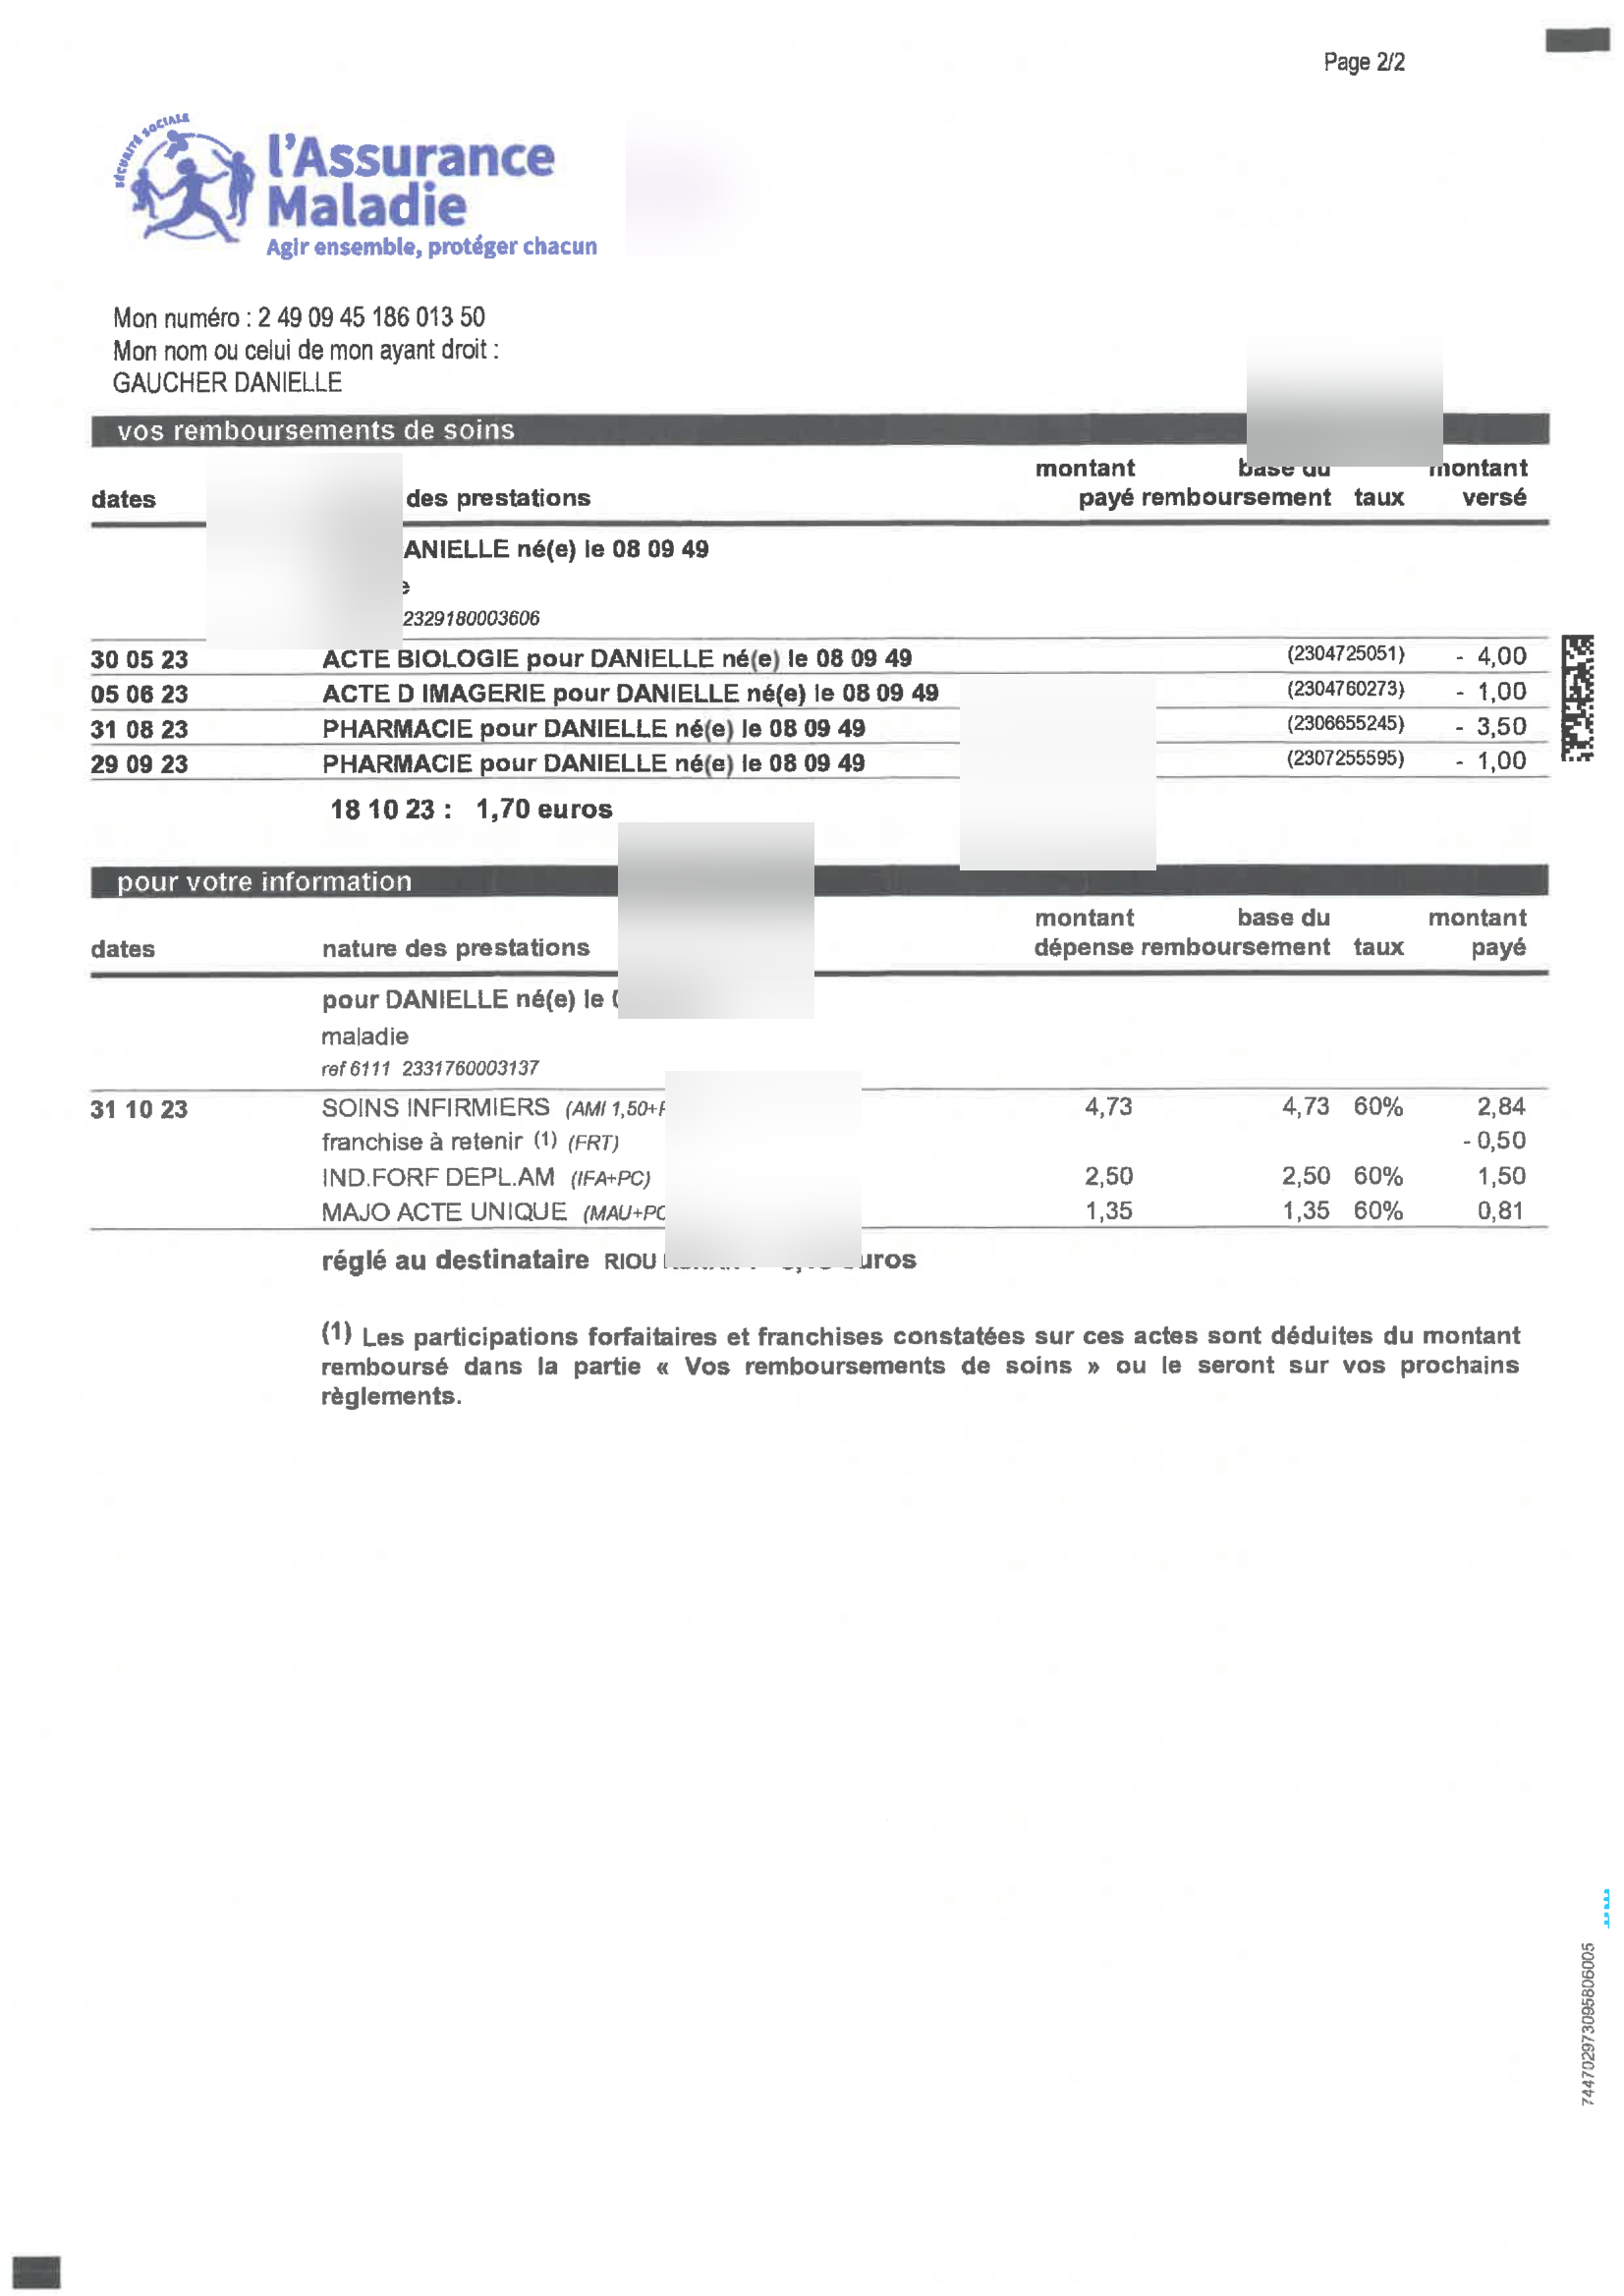 Page 2/2
SÉCURITÉ SOCIALE
l'Assurance
Maladie
Agir ensemble, protéger chacun
Mon numéro : 2 49 09 45 186 013 50
Mon nom ou celui de mon ayant droit :
GAUCHER DANIELLE
vos remboursements de soins
montant base du montant
dates des prestations payé remboursement taux versé
ANIELLE né(e) le 08 09 49
2329180003606
30 05 23 ACTE BIOLOGIE pour DANIELLE né(e) le 08 09 49 (2304725051) - 4,00
05 06 23 ACTE D IMAGERIE pour DANIELLE né(e) le 08 09 49 (2304760273) - 1,00
31 08 23 PHARMACIE pour DANIELLE né(e) le 08 09 49 (2306655245) - 3,50
29 09 23 PHARMACIE pour DANIELLE né(e) le 08 09 49 (2307255595) - 1,00
18 10 23 : 1,70 euros
pour votre information
montant base du montant
dates nature des prestations dépense remboursement taux payé
pour DANIELLE né(e) le
maladie
ref 6111 2331760003137
31 10 23 SOINS INFIRMIERS (AMI 1,50+ 4,73 4,73 60% 2,84
franchise à retenir (1) (FRT) - 0,50
IND.FORF DEPL.AM (IFA+PC) 2,50 2,50 60% 1,50
MAJO ACTE UNIQUE (MAU+PC 1,35 1,35 60% 0,81
réglé au destinataire RIOU uros
(1) Les participations forfaitaires et franchises constatées sur ces actes sont déduites du montant
remboursé dans la partie « Vos remboursements de soins » ou le seront sur vos prochains
règlements.
744702973095806005